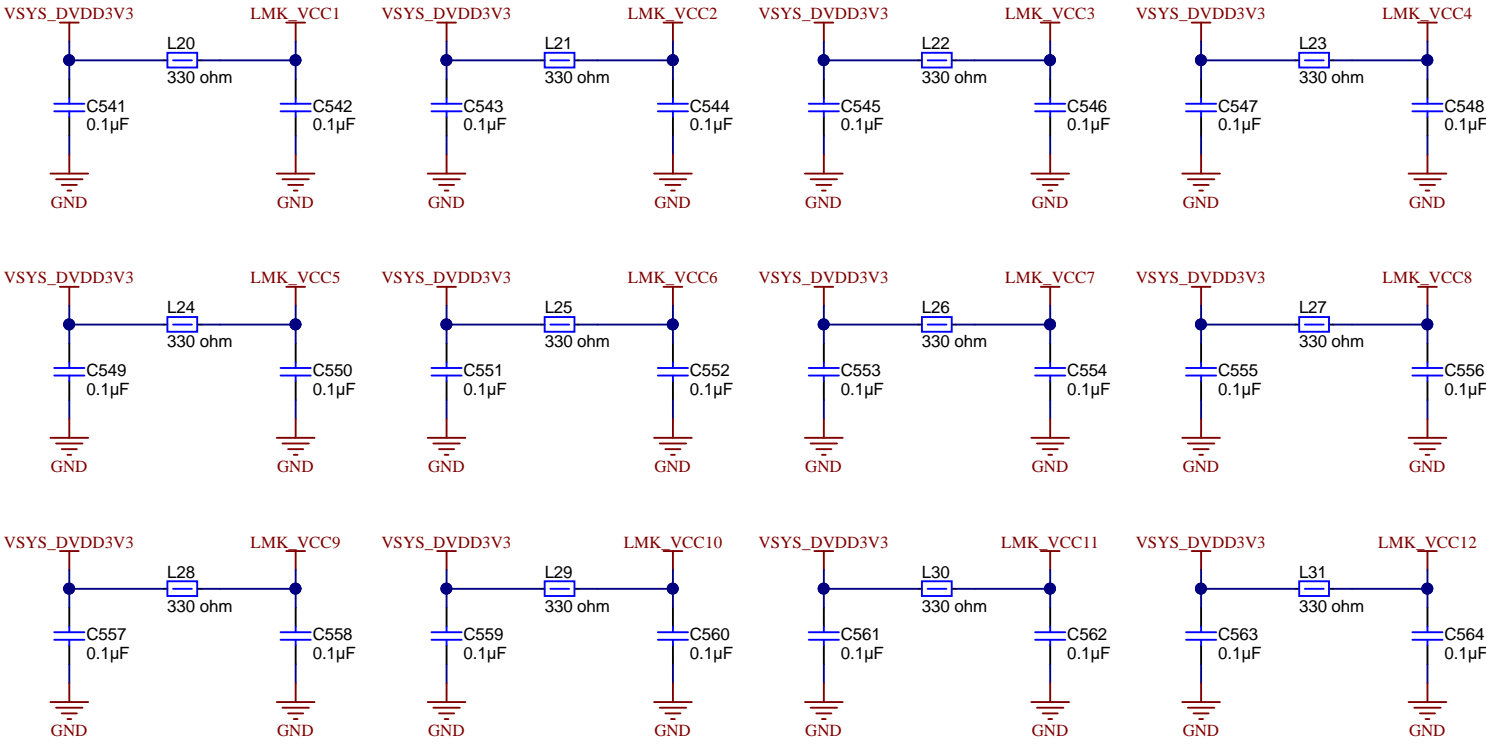 VSYS_DVDD3V3 LMK_VCC1 VSYS_DVDD3V3 LMK_VCC2 VSYS_DVDD3V3 LMK_VCC3 VSYS_DVDD3V3 LMK_VCC4
L20 L21 L22 L23
330 ohm 330 ohm 330 ohm 330 ohm
C541 C542 C543 C544 C545 C546 C547 C548
0.1µF 0.1µF 0.1µF 0.1µF 0.1µF 0.1µF 0.1µF 0.1µF
GND GND GND GND GND GND GND GND
VSYS_DVDD3V3 LMK_VCC5 VSYS_DVDD3V3 LMK_VCC6 VSYS_DVDD3V3 LMK_VCC7 VSYS_DVDD3V3 LMK_VCC8
L24 L25 L26 L27
330 ohm 330 ohm 330 ohm 330 ohm
C549 C550 C551 C552 C553 C554 C555 C556
0.1µF 0.1µF 0.1µF 0.1µF 0.1µF 0.1µF 0.1µF 0.1µF
GND GND GND GND GND GND GND GND
VSYS_DVDD3V3 LMK_VCC9 VSYS_DVDD3V3 LMK_VCC10 VSYS_DVDD3V3 LMK_VCC11 VSYS_DVDD3V3 LMK_VCC12
L28 L29 L30 L31
330 ohm 330 ohm 330 ohm 330 ohm
C557 C558 C559 C560 C561 C562 C563 C564
0.1µF 0.1µF 0.1µF 0.1µF 0.1µF 0.1µF 0.1µF 0.1µF
GND GND GND GND GND GND GND GND